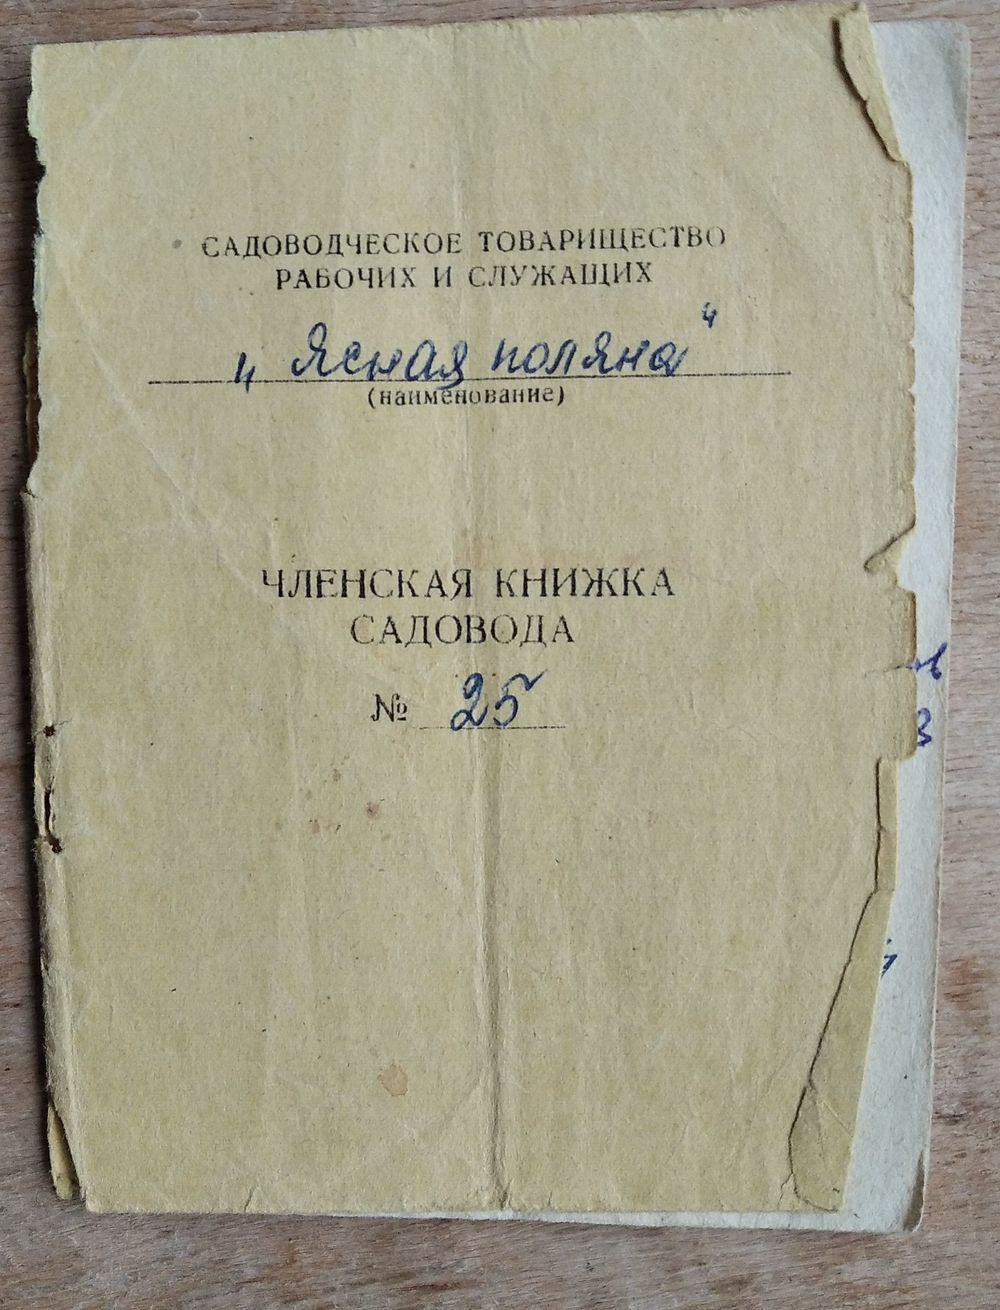 САДОВОДЧЕСКОЕ ТОВАРИЩЕСТВО
РАБОЧИХ И СЛУЖАЩИХ
„Ясная поляна“
(наименование)
ЧЛЕНСКАЯ КНИЖКА
САДОВОДА
№ 25